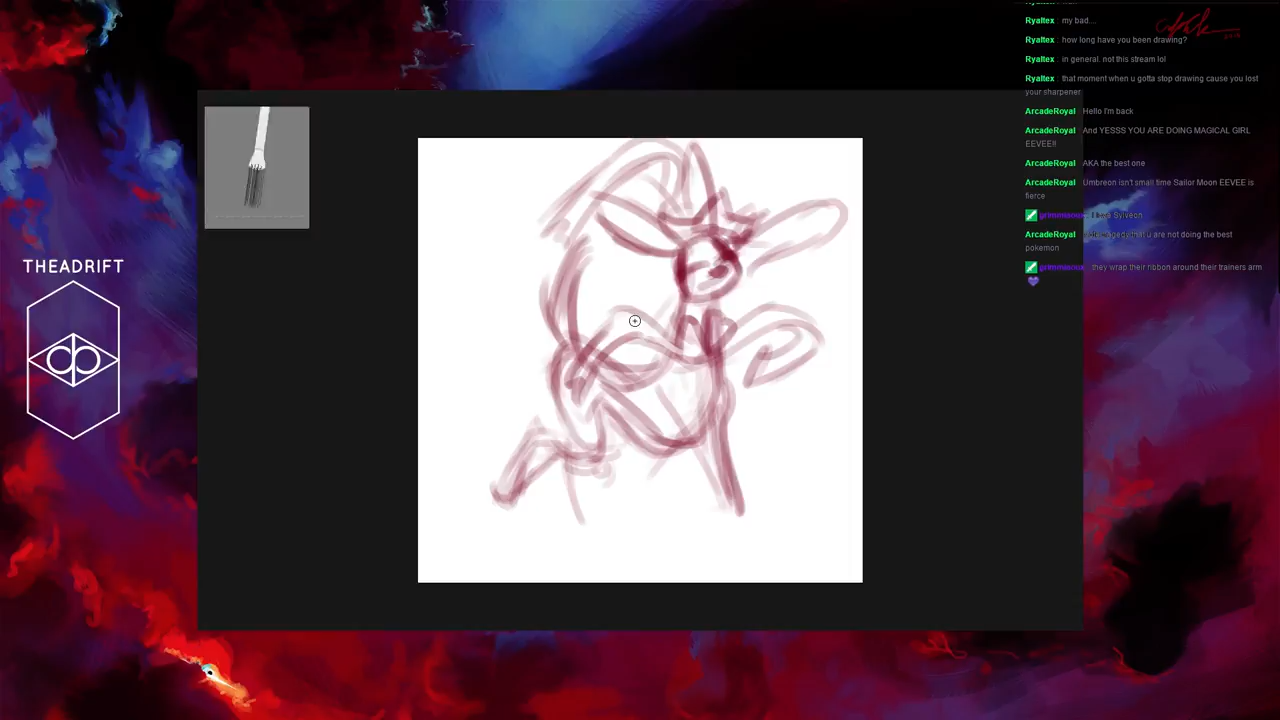 Ryaltex : my bad....
Ryaltex : how long have you been drawing?
Ryaltex : in general. not this stream lol
Ryaltex : that moment when u gotta stop drawing cause you lost
your sharpener
ArcadeRoyal : Hello I'm back
ArcadeRoyal : And YESSS YOU ARE DOING MAGICAL GIRL
EEVEE!!
ArcadeRoyal : AKA the best one
ArcadeRoyal : Umbreon isn't small time Sailor Moon EEVEE is
fierce
Sylveon
ArcadeRoyal : that u are not doing the best
pokemon
: they wrap their ribbon around their trainers arm
THEADRIFT